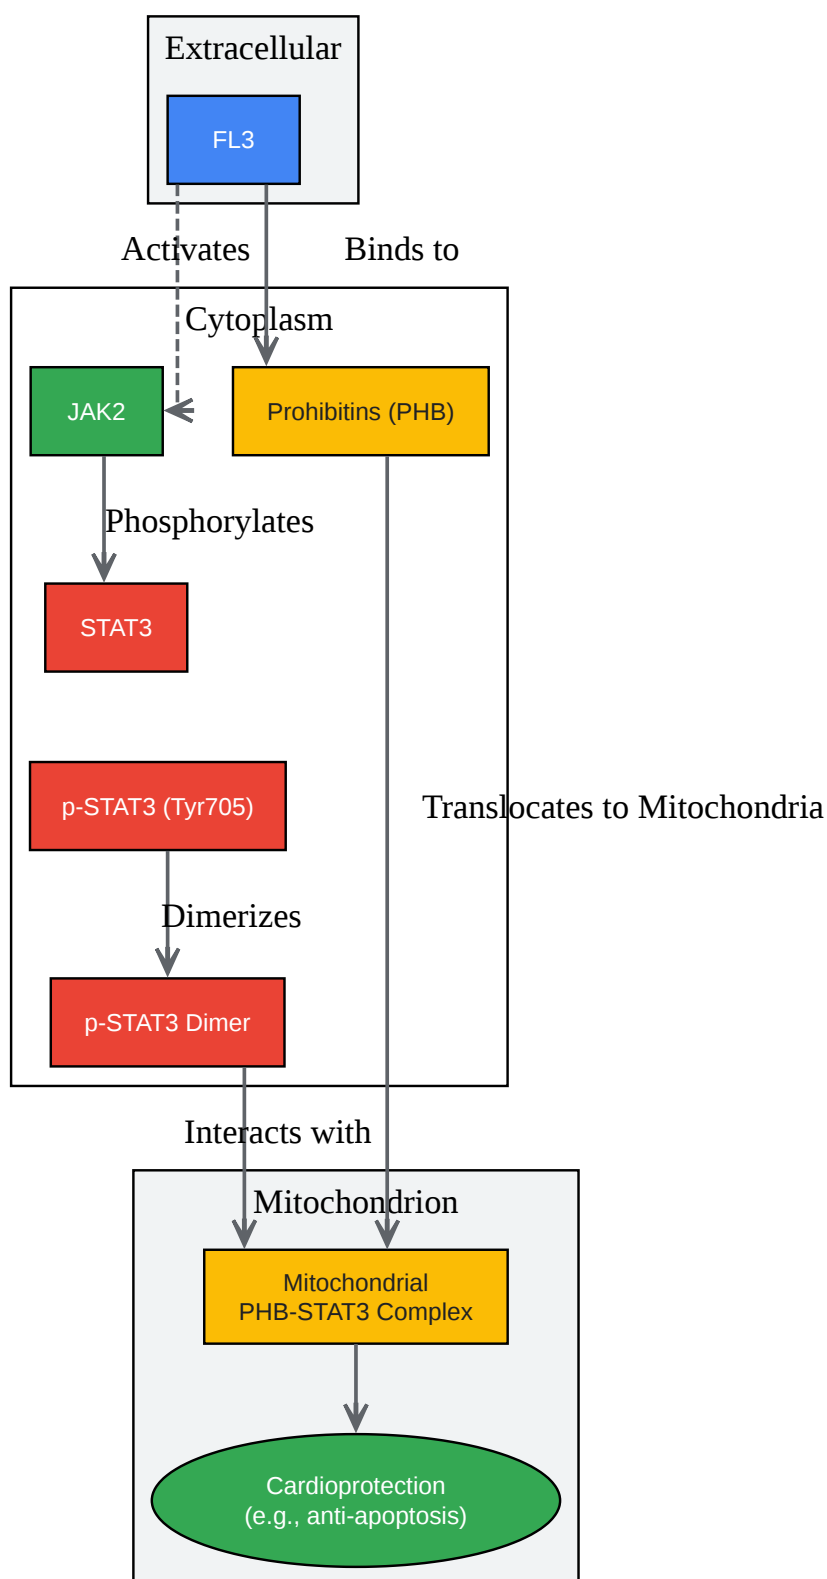 Extracellular
FL3
Activates
Binds to
Cytoplasm
JAK2
Prohibitins (PHB)
Phosphorylates
STAT3
p-STAT3 (Tyr705)
Translocates to Mitochondria
Dimerizes
p-STAT3 Dimer
Interacts with
Mitochondrion
Mitochondrial
PHB-STAT3 Complex
Cardioprotection
(e.g., anti-apoptosis)